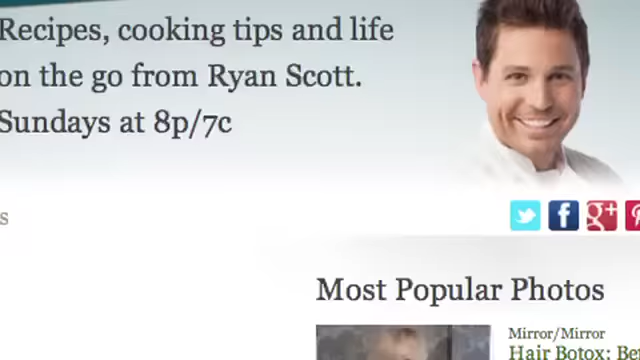 Recipes, cooking tips and life
on the go from Ryan Scott.
Sundays at 8p/7c
s
Most Popular Photos
Mirror/Mirror
Hair Botox: